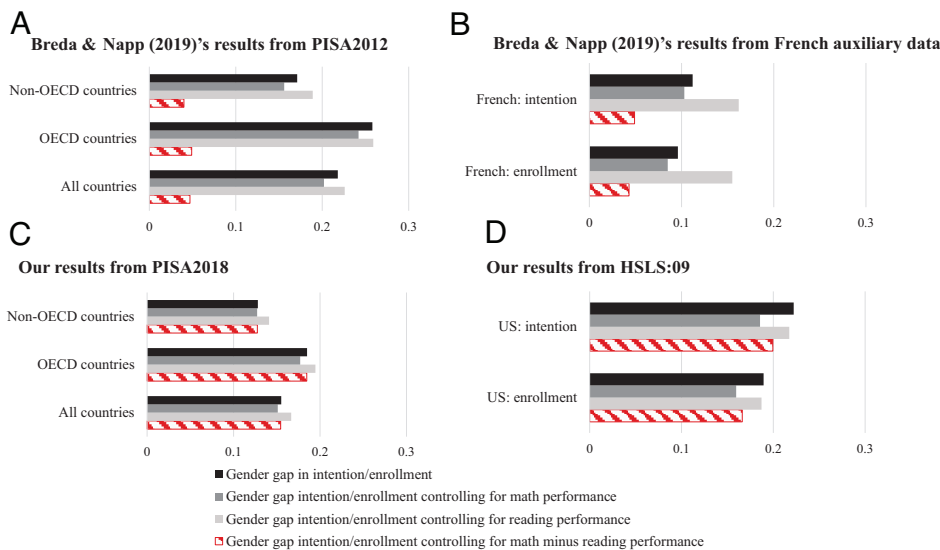 A
Breda & Napp (2019)'s results from PISA2012
Non-OECD countries
OECD countries
All countries
0 0.1 0.2 0.3
B
Breda & Napp (2019)'s results from French auxiliary data
French: intention
French: enrollment
0 0.1 0.2 0.3
C
Our results from PISA2018
Non-OECD countries
OECD countries
All countries
0 0.1 0.2 0.3
D
Our results from HSLS:09
US: intention
US: enrollment
0 0.1 0.2 0.3
Gender gap in intention/enrollment
Gender gap intention/enrollment controlling for math performance
Gender gap intention/enrollment controlling for reading performance
Gender gap intention/enrollment controlling for math minus reading performance